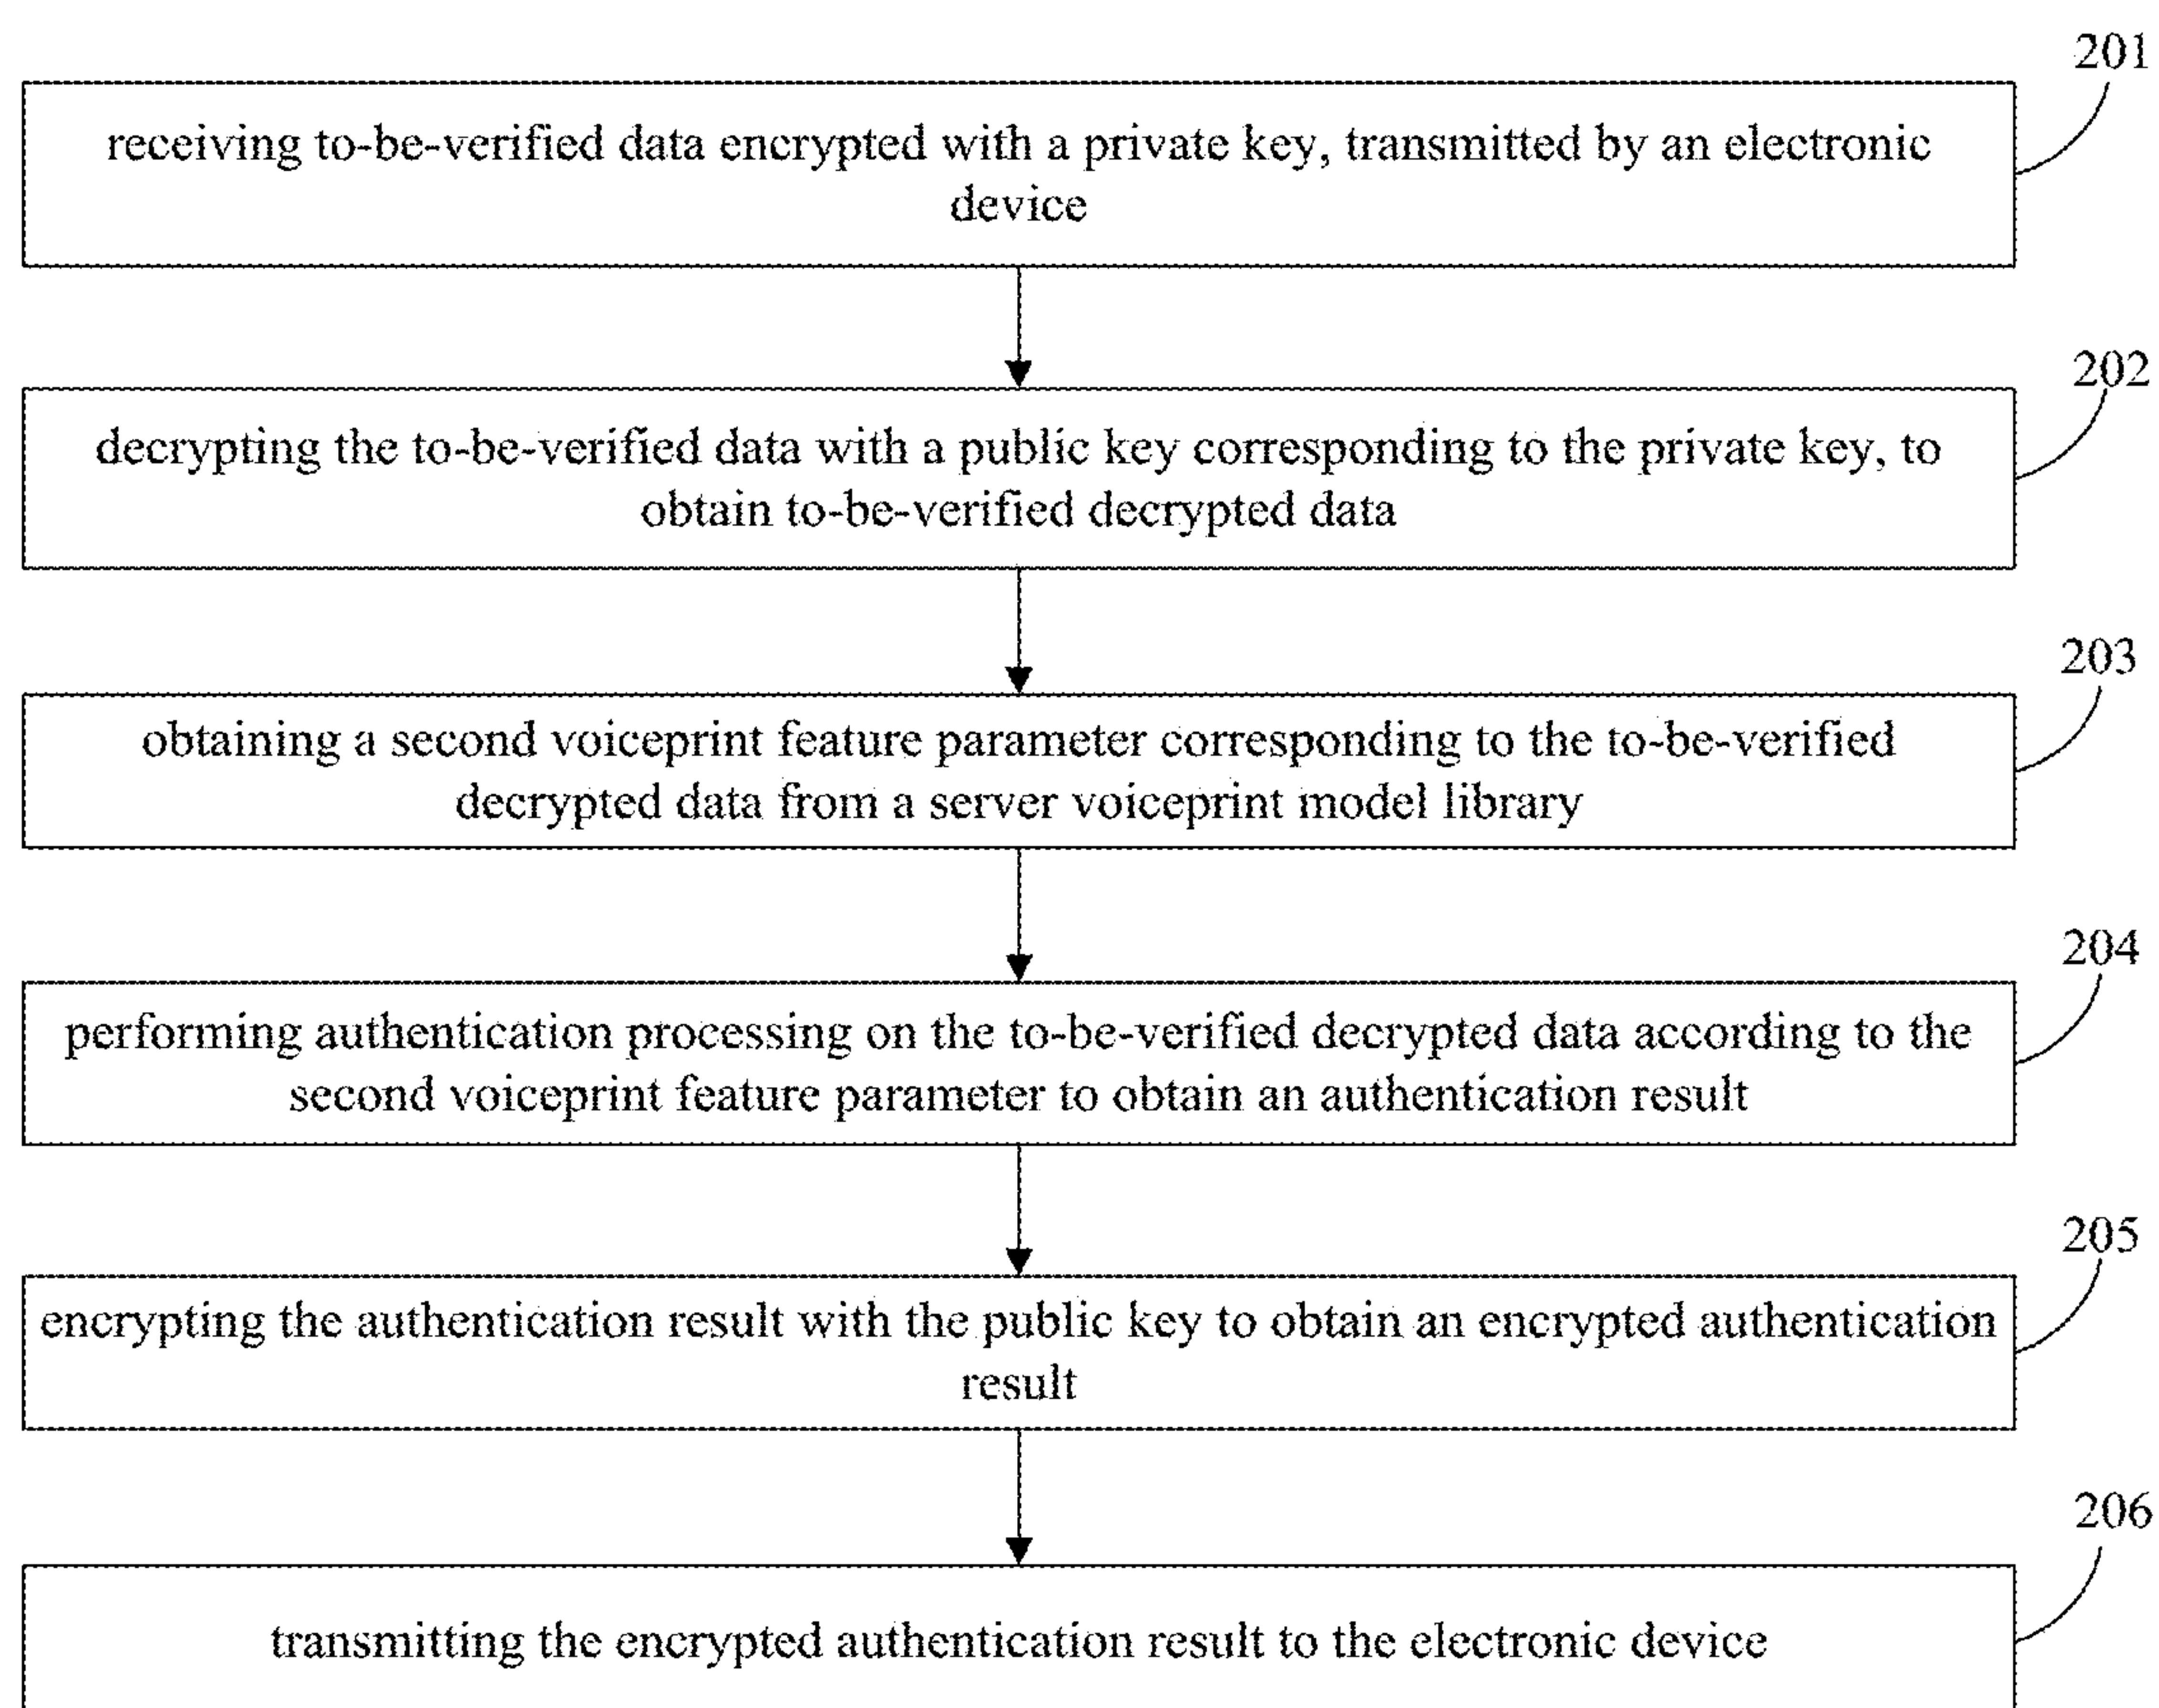 201
receiving to-be-verified data encrypted with a private key, transmitted by an electronic
device
202
decrypting the to-be-verified data with a public key corresponding to the private key, to
obtain to-be-verified decrypted data
203
obtaining a second voiceprint feature parameter corresponding to the to-be-verified
decrypted data from a server voiceprint model library
204
performing authentication processing on the to-be-verified decrypted data according to the
second voiceprint feature parameter to obtain an authentication result
205
encrypting the authentication result with the public key to obtain an encrypted authentication
result
206
transmitting the encrypted authentication result to the electronic device